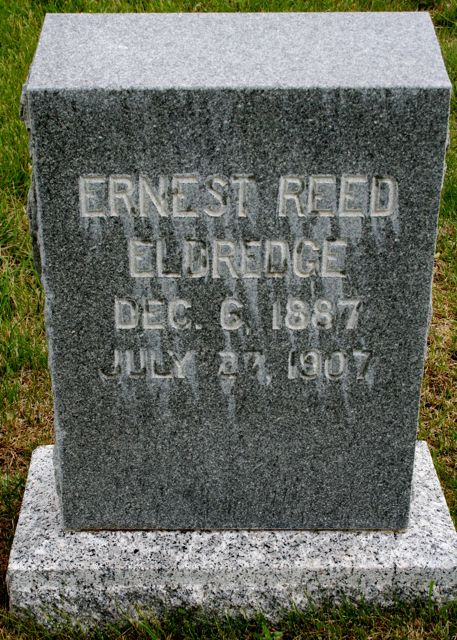 ERNEST REED
ELDREDGE
DEC. 6, 1887
JULY 27, 1907